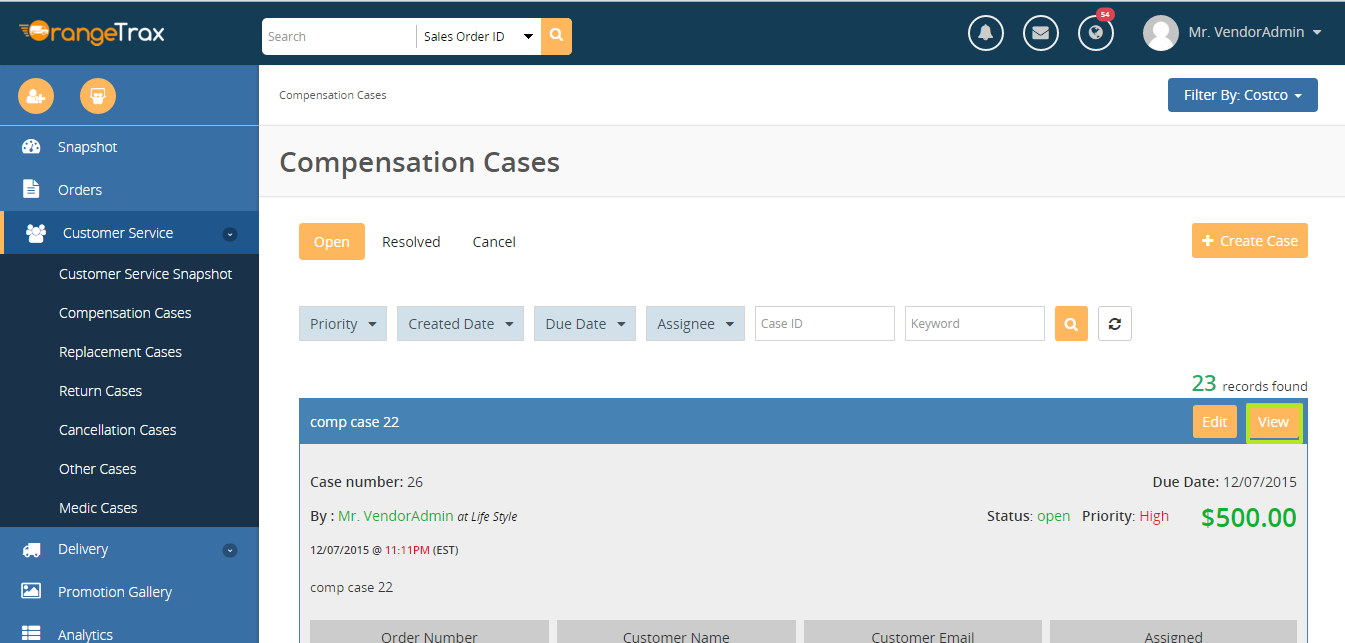 OrangeTrax
Search
Sales Order ID
54
Mr. VendorAdmin
Snapshot
Orders
Customer Service
Customer Service Snapshot
Compensation Cases
Replacement Cases
Return Cases
Cancellation Cases
Other Cases
Medic Cases
Delivery
Promotion Gallery
Analytics
Compensation Cases
Filter By: Costco
Compensation Cases
Open Resolved Cancel
+ Create Case
Priority Created Date Due Date Assignee Case ID Keyword
23 records found
comp case 22 Edit View
Case number: 26 Due Date: 12/07/2015
By : Mr. VendorAdmin at Life Style Status: open Priority: High $500.00
12/07/2015 @ 11:11PM (EST)
comp case 22
Order Number Customer Name Customer Email Assigned